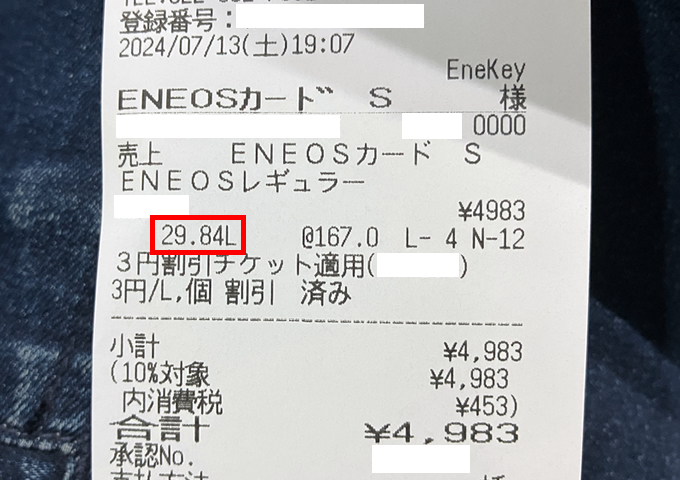 登録番号:
2024/07/13(土)19:07
EneKey
ENEOSカード S 様
0000
売上 ENEOSカード S
ENEOSレギュラー
¥4983
29.84L @167.0 L- 4 N-12
3円割引チケット適用( )
3円/L,個 割引 済み
小計 ¥4,983
(10%対象 ¥4,983
内消費税 ¥453)
合計 ¥4,983
承認No.